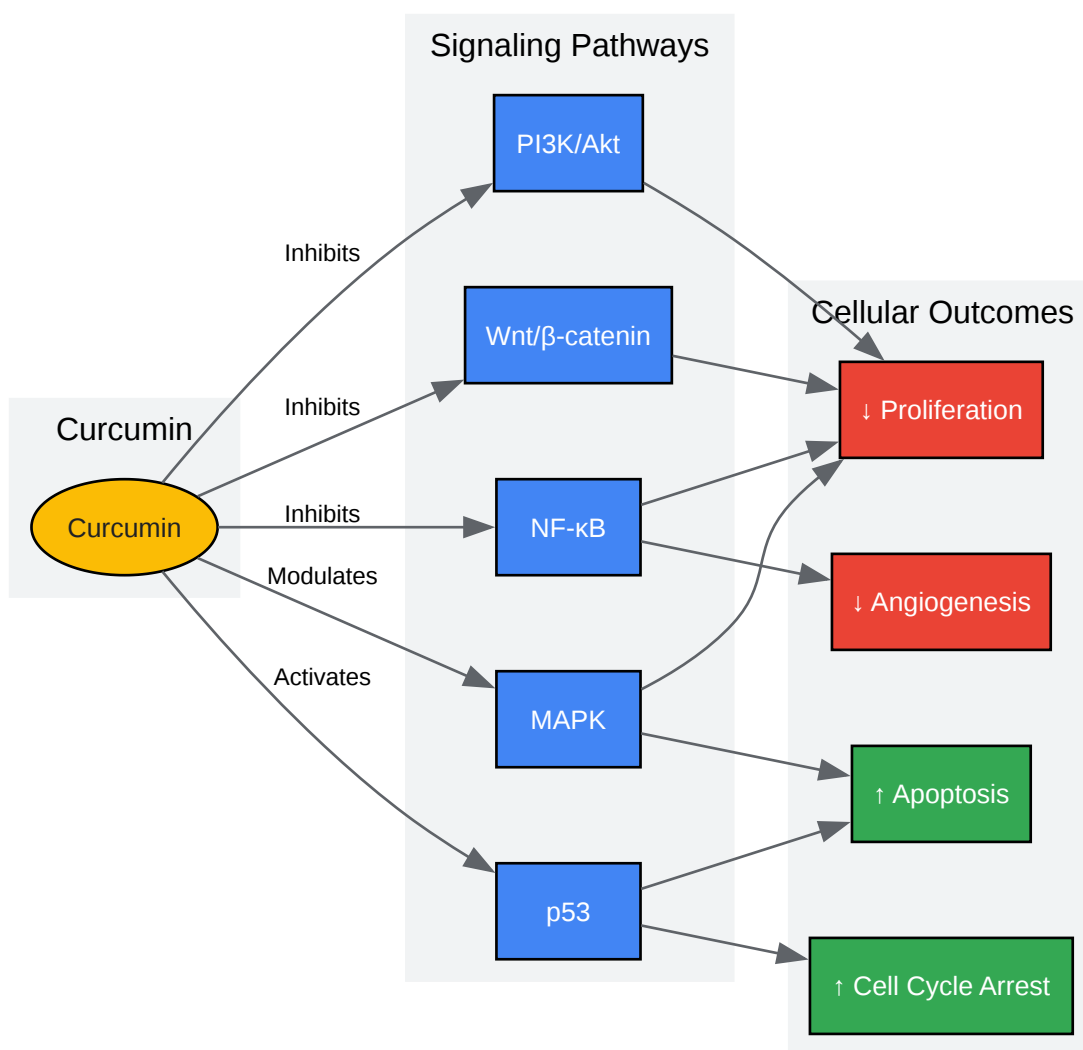 Signaling Pathways
PI3K/Akt
Inhibits
Cellular Outcomes
Wnt/β-catenin
Inhibits
↓ Proliferation
Curcumin
Curcumin
Inhibits
NF-κB
Modulates
↓ Angiogenesis
Activates
MAPK
↑ Apoptosis
p53
↑ Cell Cycle Arrest